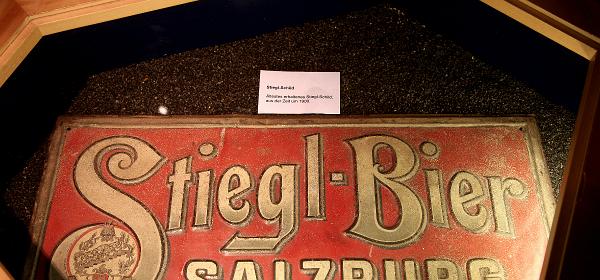 Stiegl-Schild
Ältestes erhaltenes Stiegl-Schild,
aus der Zeit um 1900.
Stiegl-Bier
SALZBURG